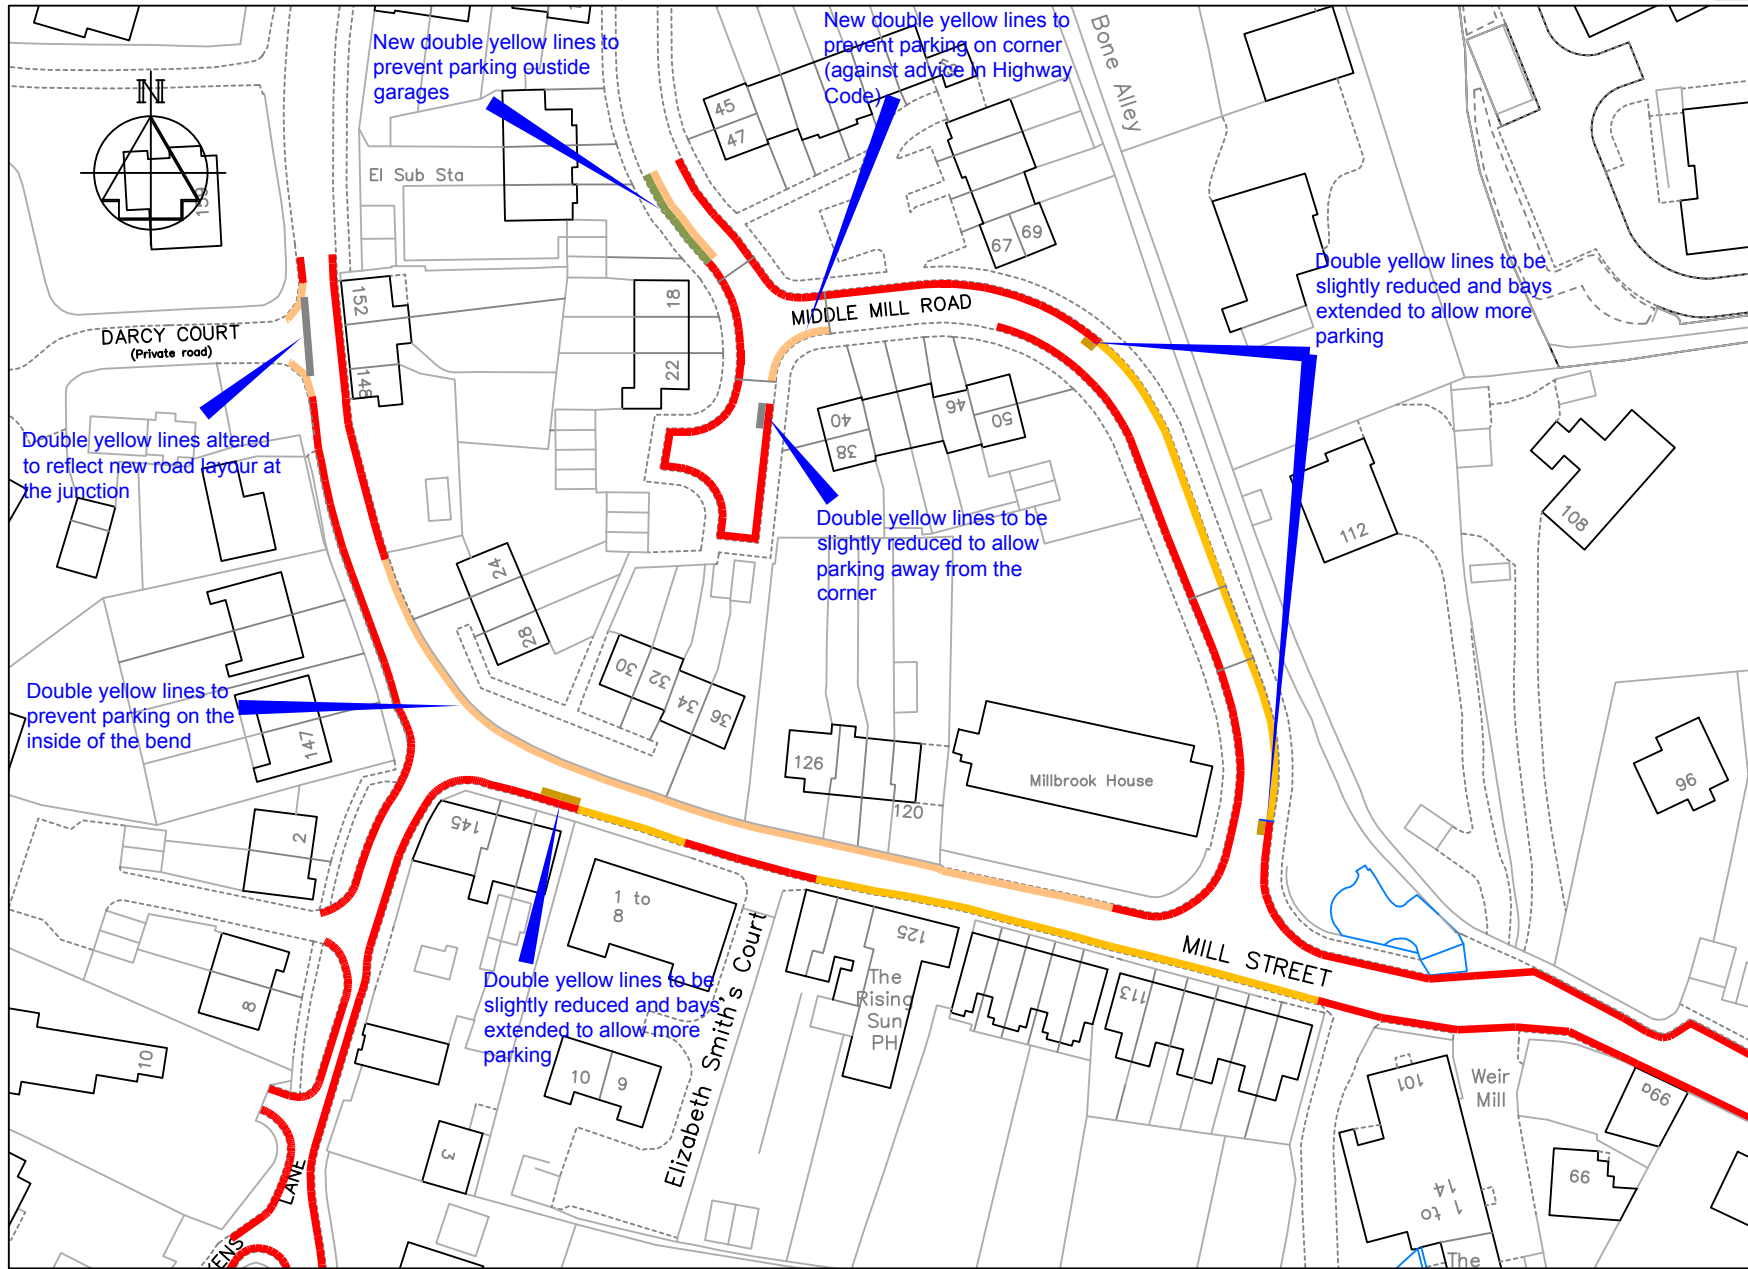 New double yellow lines to
prevent parking oustide
garages
New double yellow lines to
prevent parking on corner
(against advice in Highway
Code)
Bone Alley
N
139
El Sub Sta
45
47
59
67
69
Double yellow lines to be
slightly reduced and bays
extended to allow more
parking
DARCY COURT
(Private road)
152
148
18
22
MIDDLE MILL ROAD
40
38
46
50
Double yellow lines altered
to reflect new road layour at
the junction
Double yellow lines to be
slightly reduced to allow
parking away from the
corner
112
108
24
28
30
32
34
36
Double yellow lines to
prevent parking on the
inside of the bend
147
126
120
Millbrook House
96
2
145
1 to
8
125
The
Rising
Sun
PH
MILL STREET
113
Elizabeth Smith's Court
Double yellow lines to be
slightly reduced and bays
extended to allow more
parking
8
10
10
9
3
101
Weir
Mill
99a
99
1 to
14
The
LANE
KENS